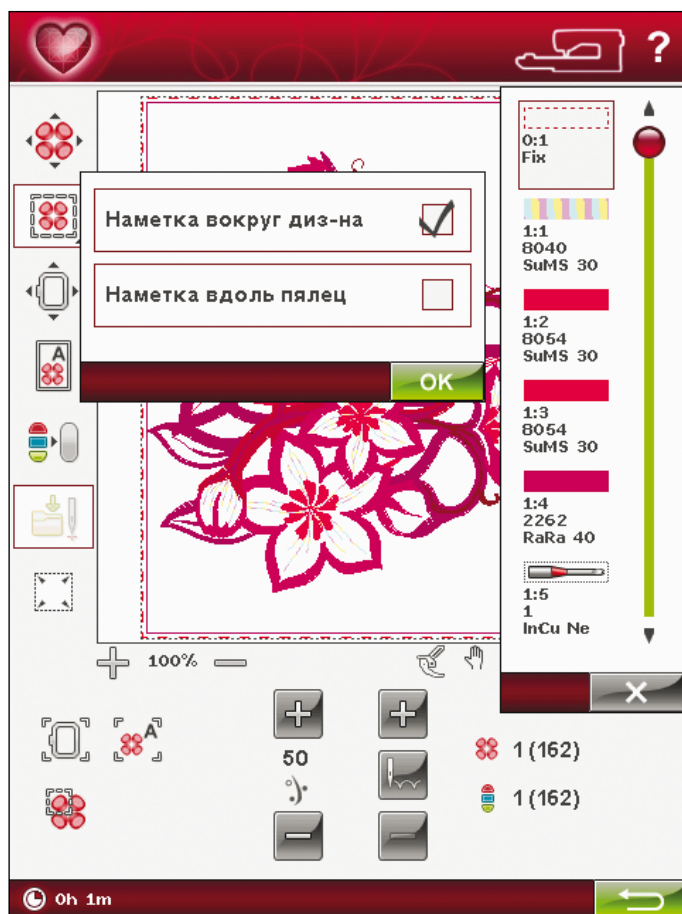 ?
0:1
Fix
1:1
8040
SuMS 30
1:2
8054
SuMS 30
1:3
8054
SuMS 30
1:4
2262
RaRa 40
1:5
1
InCu Ne
Наметка вокруг диз-на
Наметка вдоль пялец
OK
A
100%
A
50
1 (162)
1 (162)
0h 1m